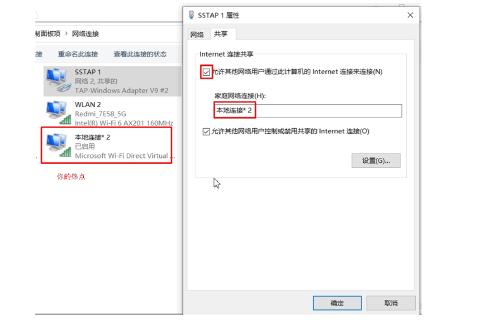 制面板项 › 网络连接
接 重命名此连接 查看此连接的状态
SSTAP 1
网络 2, 共享的
TAP-Windows Adapter V9 #2
WLAN 2
Redmi_7E58_5G
Intel(R) Wi-Fi 6 AX201 160MHz
本地连接* 2
已启用
Microsoft Wi-Fi Direct Virtual ...
你的热点
SSTAP 1 属性
网络 共享
Internet 连接共享
允许其他网络用户通过此计算机的 Internet 连接来连接(N)
家庭网络连接(H):
本地连接* 2
允许其他网络用户控制或禁用共享的 Internet 连接(O)
设置(G)...
确定 取消